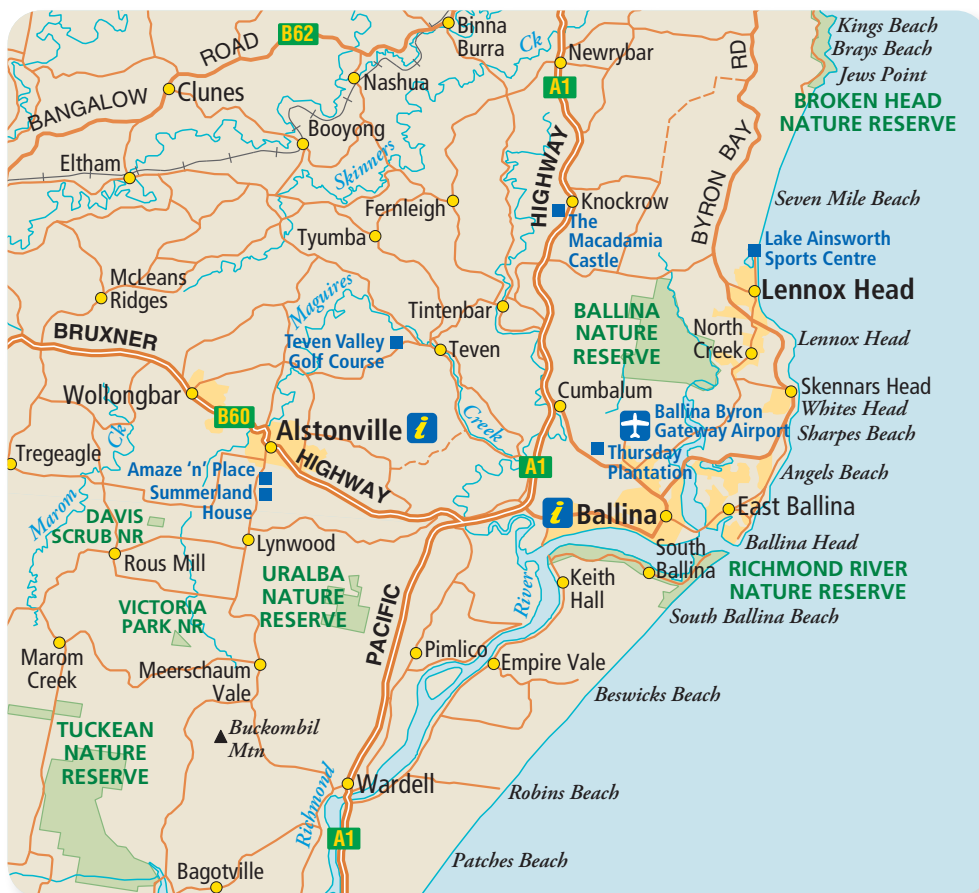 Kings Beach
Brays Beach
Jews Point
BROKEN HEAD
NATURE RESERVE
Binna
Burra
B62
BANGALOW ROAD
Clunes
Nashua
Newrybar
A1
BYRON BAY RD
Booyong
Eltham
Skinners Ck
Fernleigh
Tyumba
HIGHWAY
Knockrow
The
Macadamia
Castle
Seven Mile Beach
Lake Ainsworth
Sports Centre
Lennox Head
McLeans
Ridges
Maguires Creek
Tintenbar
BALLINA
NATURE
RESERVE
North
Creek
Lennox Head
BRUXNER
Teven Valley
Golf Course
Teven
Wollongbar
Cumbalum
Skennars Head
Whites Head
Sharpes Beach
B60
Alstonville
i
Ballina Byron
Gateway Airport
Thursday
Plantation
Tregeagle
Amaze 'n' Place
Summerland
House
HIGHWAY
A1
Angels Beach
Marom Ck
DAVIS
SCRUB NR
i
Ballina
East Ballina
Rous Mill
Lynwood
Ballina Head
South
Ballina
RICHMOND RIVER
NATURE RESERVE
URALBA
NATURE
RESERVE
Keith
Hall
VICTORIA
PARK NR
PACIFIC
South Ballina Beach
Marom
Creek
Meerschaum
Vale
Pimlico
Empire Vale
Beswicks Beach
TUCKEAN
NATURE
RESERVE
Buckombil
Mtn
Richmond River
Wardell
Robins Beach
A1
Bagotville
Patches Beach